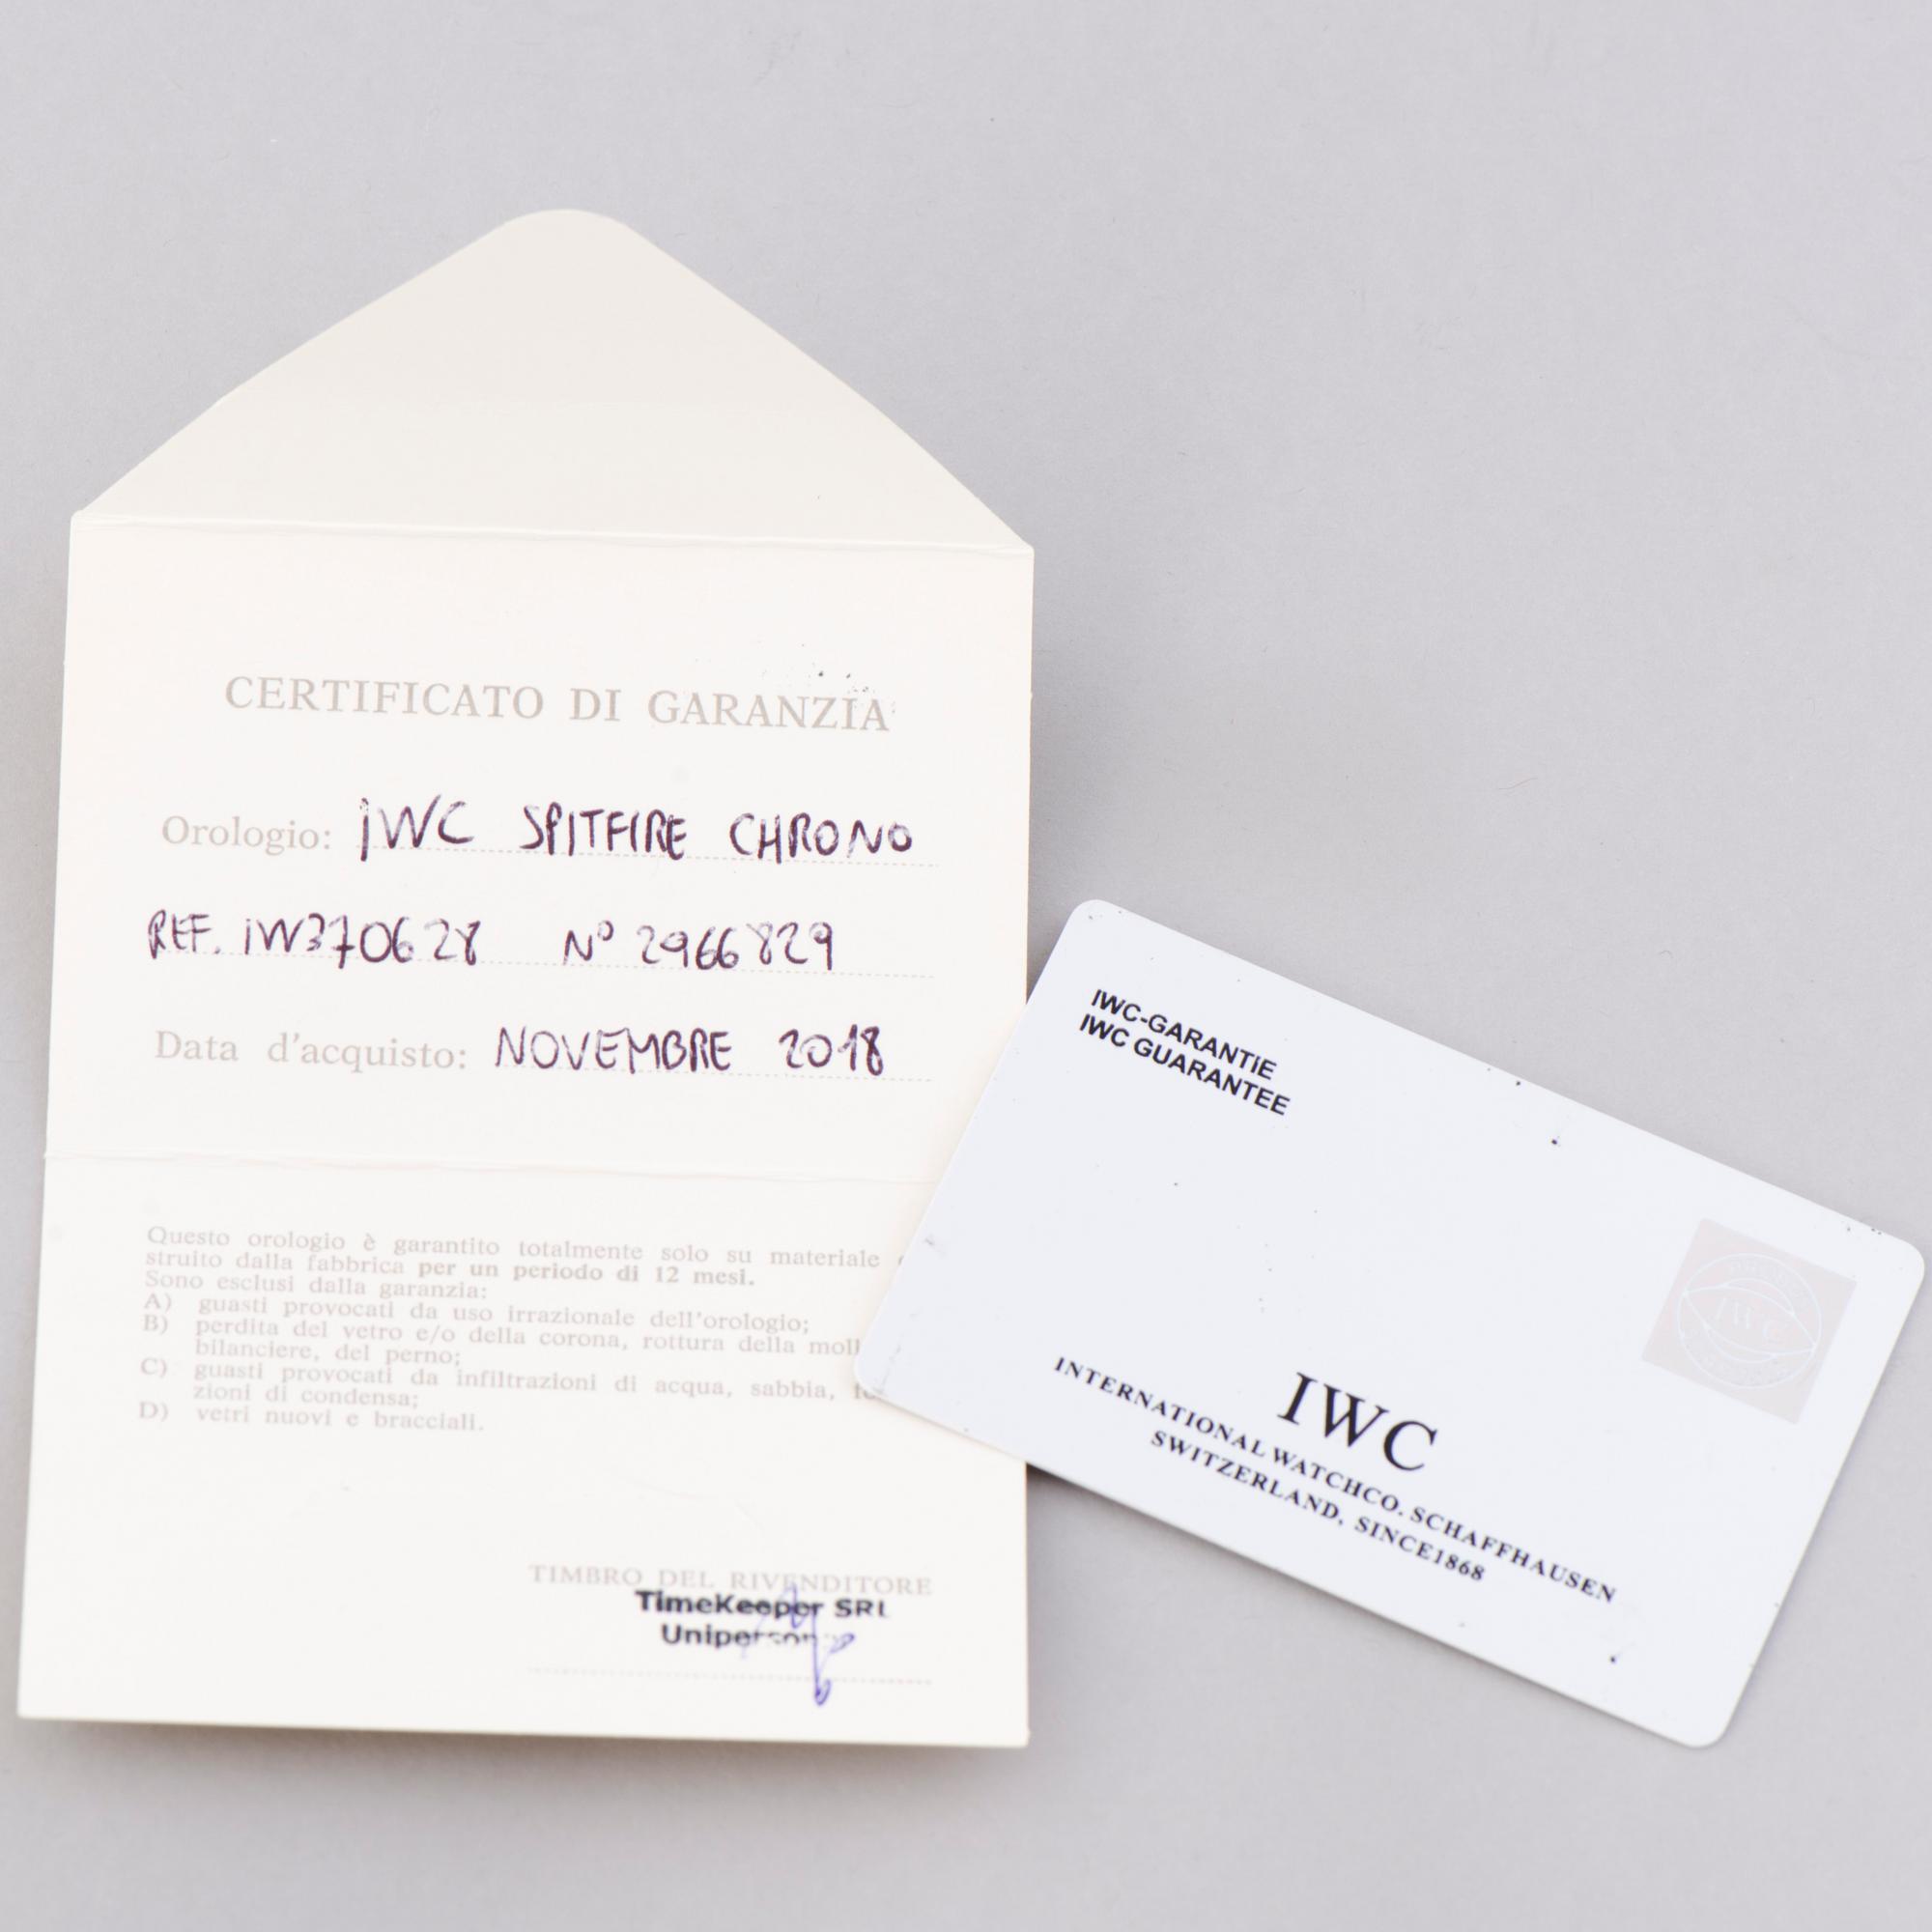 CERTIFICATO DI GARANZIA
Orologio: IWC SPITFIRE CHRONO
REF. IW370628 N° 2966829
Data d'acquisto: NOVEMBRE 2018
Questo orologio è garantito totalmente solo su materiale
struito dalla fabbrica per un periodo di 12 mesi.
Sono esclusi dalla garanzia:
A) guasti provocati da uso irrazionale dell'orologio;
B) perdita del vetro e/o della corona, rottura della moll
bilanciere, del perno;
C) guasti provocati da infiltrazioni di acqua, sabbia,
zioni di condensa;
D) vetri nuovi e bracciali.
TIMBRO DEL RIVENDITORE
TimeKeeper SRL
IWC-GARANTIE
IWC GUARANTEE
IWC
INTERNATIONAL WATCHCO. SCHAFFHAUSEN
SWITZERLAND, SINCE1868